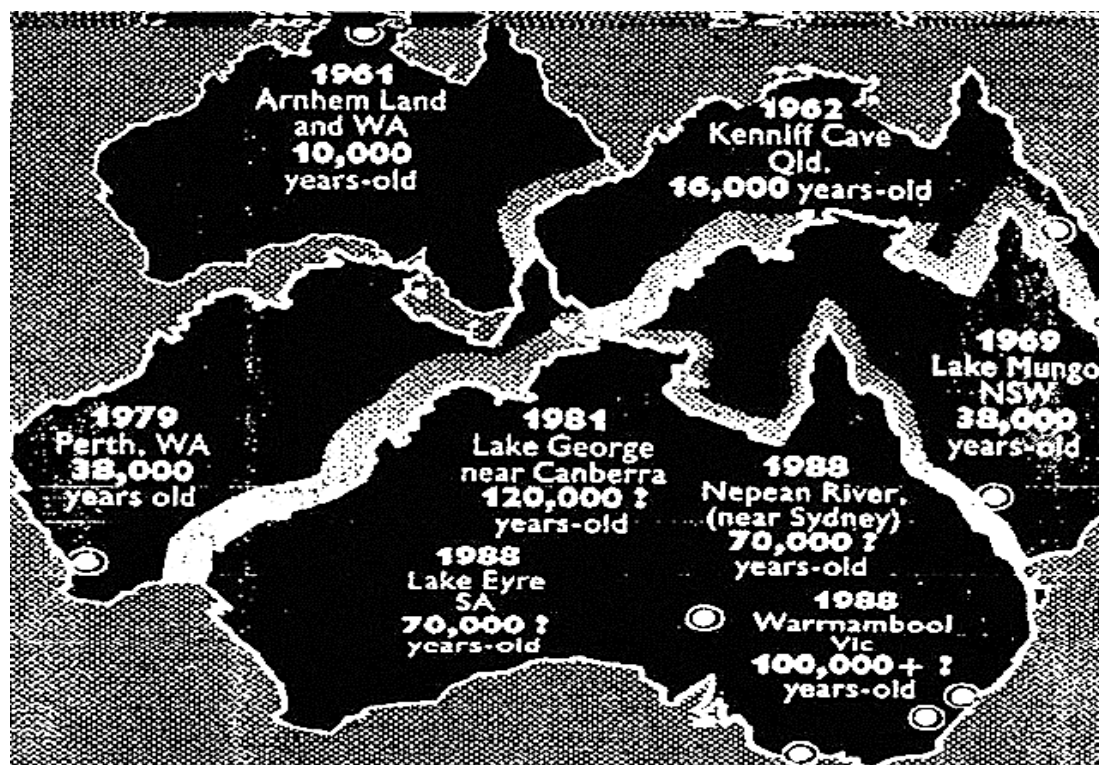 1961
Arnhem Land
and WA
10,000
years-old
1962
Kenniff Cave
Qld.
16,000 years-old
1969
Lake Mungo
NSW
38,000
years-old
1979
Perth, WA
38,000
years old
1981
Lake George
near Canberra
120,000 ?
years-old
1988
Nepean River,
(near Sydney)
70,000 ?
years-old
1988
Lake Eyre
SA
70,000 ?
years-old
1988
Warrnambool
Vic
100,000 + ?
years-old